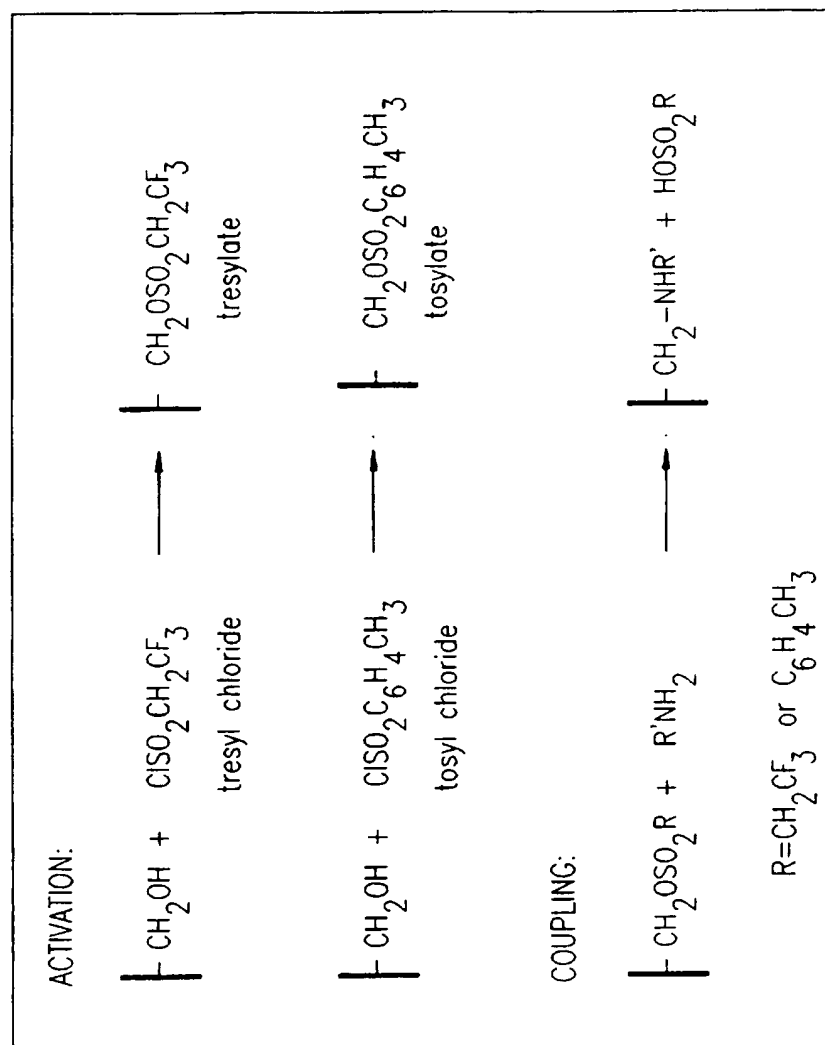 ACTIVATION:
CH2OH + ClSO2CH2CF3 CH2OSO2CH2CF3
tresyl chloride tresylate
CH2OH + ClSO2C6H4CH3 CH2OSO2C6H4CH3
tosyl chloride tosylate
COUPLING:
CH2OSO2R + R'NH2 CH2-NHR' + HOSO2R
R=CH2CF3 or C6H4CH3